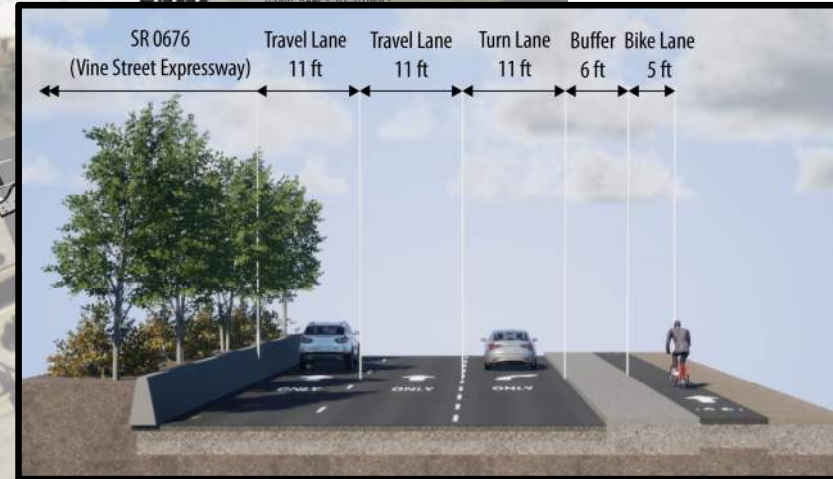 SR 0676
(Vine Street Expressway)
Travel Lane
11 ft
Travel Lane
11 ft
Turn Lane
11 ft
Buffer
6 ft
Bike Lane
5 ft
ONLY
ONLY
ONLY